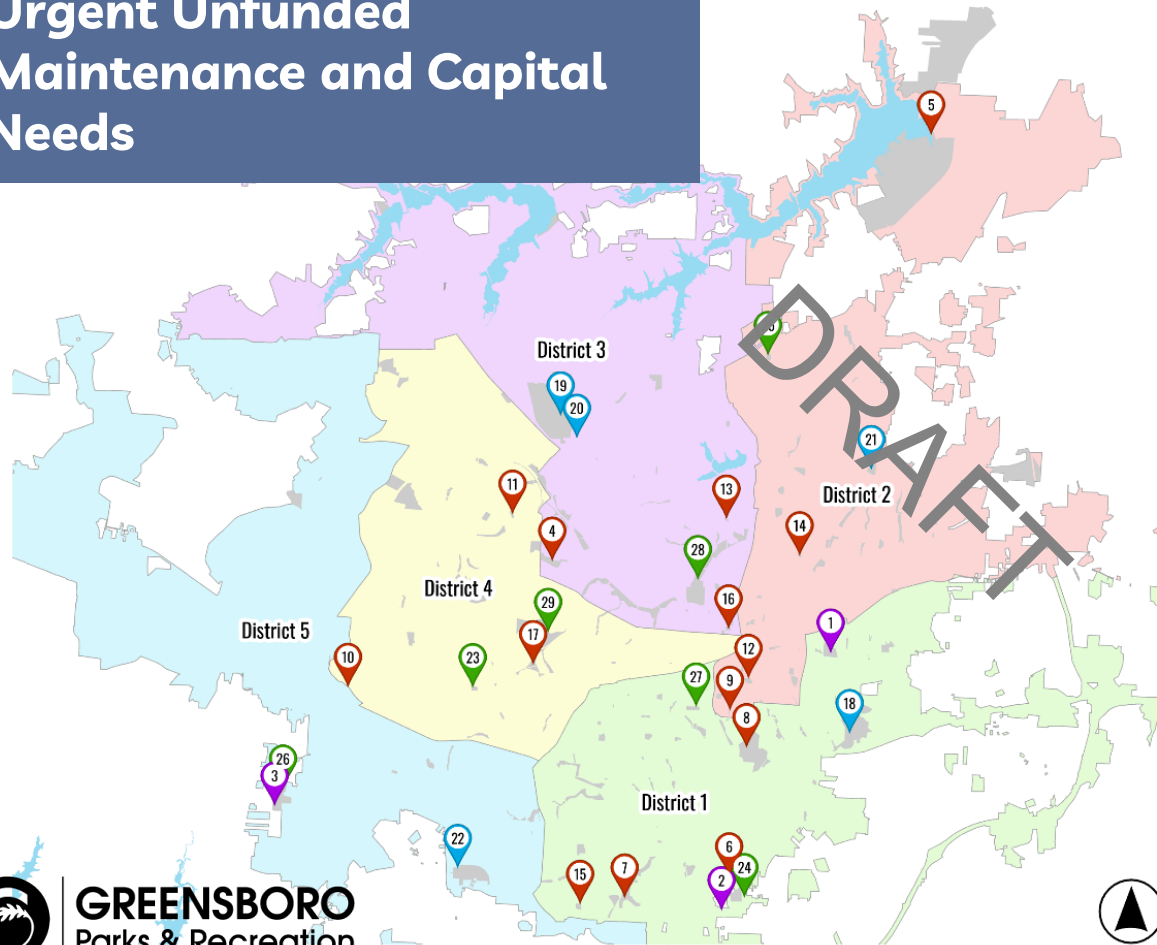 Urgent Unfunded
Maintenance and Capital
Needs
5
District 3
19
20
21
District 2
11
13
4
14
28
District 4
29
16
District 5
17
1
10
23
12
27
9
18
8
26
3
District 1
22
6
15
7
24
2
DRAFT
GREENSBORO
Parks & Recreation